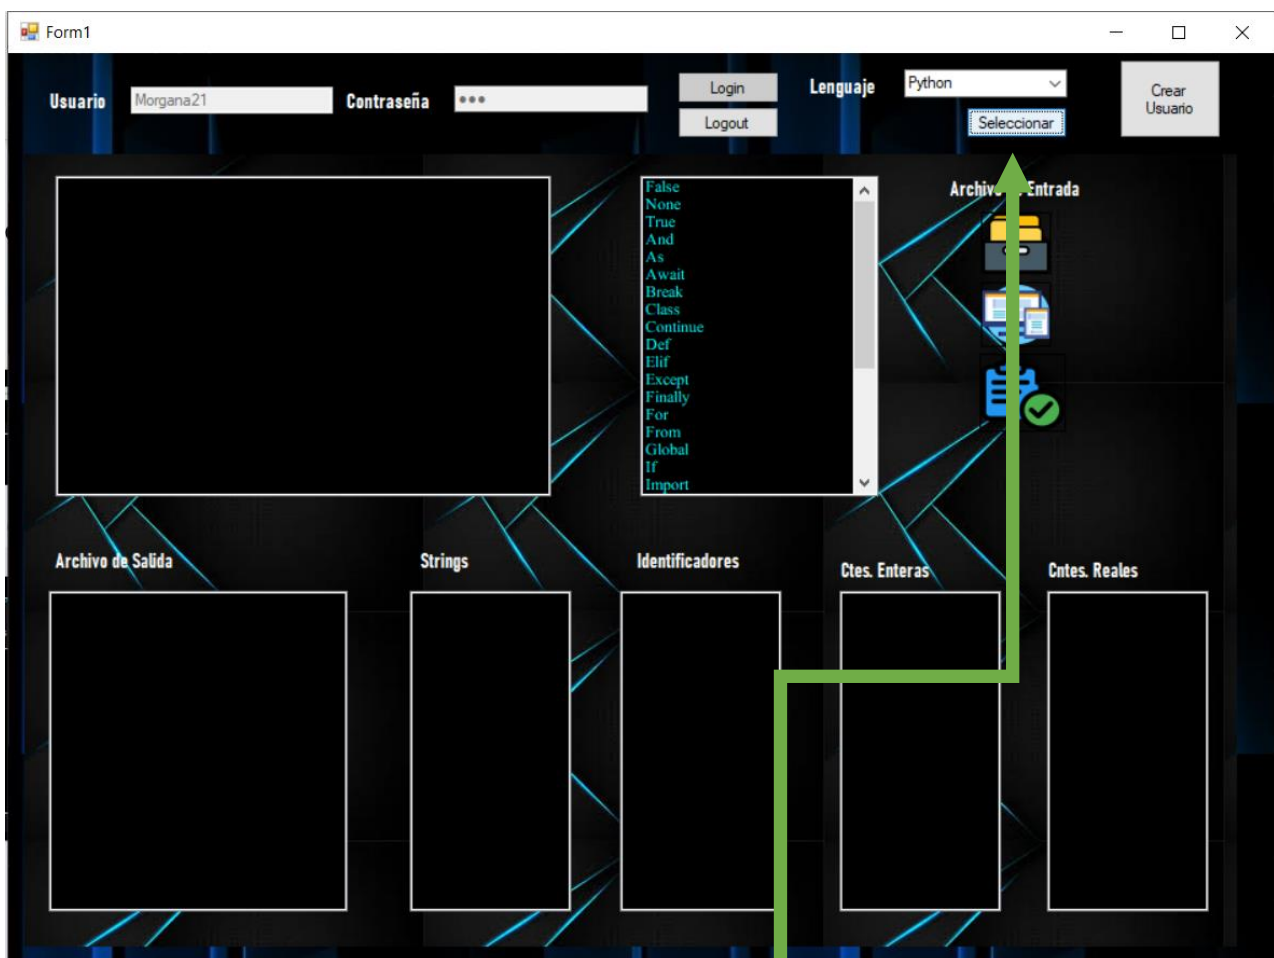 Form1
Usuario
Morgana21
Contraseña
Login
Logout
Lenguaje
Python
Seleccionar
Crear
Usuario
False
None
True
And
As
Await
Break
Class
Continue
Def
Elif
Except
Finally
For
From
Global
If
Import
Archivo de Entrada
Archivo de Salida
Strings
Identificadores
Ctes. Enteras
Cntes. Reales